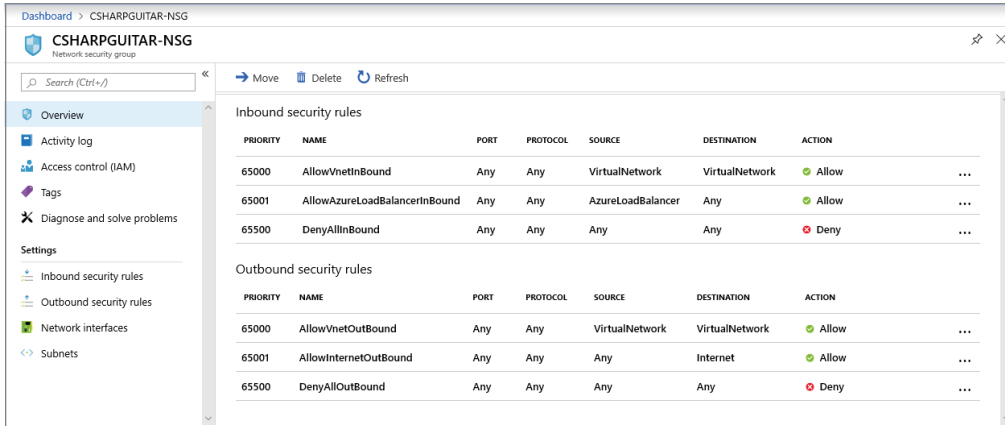 Dashboard > CSHARPGUITAR-NSG
CSHARPGUITAR-NSG
Network security group
Search (Ctrl+/)
«
Overview
Activity log
Access control (IAM)
Tags
Diagnose and solve problems
Settings
Inbound security rules
Outbound security rules
Network interfaces
Subnets
Move Delete Refresh
Inbound security rules
PRIORITY NAME PORT PROTOCOL SOURCE DESTINATION ACTION
65000 AllowVnetInBound Any Any VirtualNetwork VirtualNetwork Allow ...
65001 AllowAzureLoadBalancerInBound Any Any AzureLoadBalancer Any Allow ...
65500 DenyAllInBound Any Any Any Any Deny ...
Outbound security rules
PRIORITY NAME PORT PROTOCOL SOURCE DESTINATION ACTION
65000 AllowVnetOutBound Any Any VirtualNetwork VirtualNetwork Allow ...
65001 AllowInternetOutBound Any Any Any Internet Allow ...
65500 DenyAllOutBound Any Any Any Any Deny ...